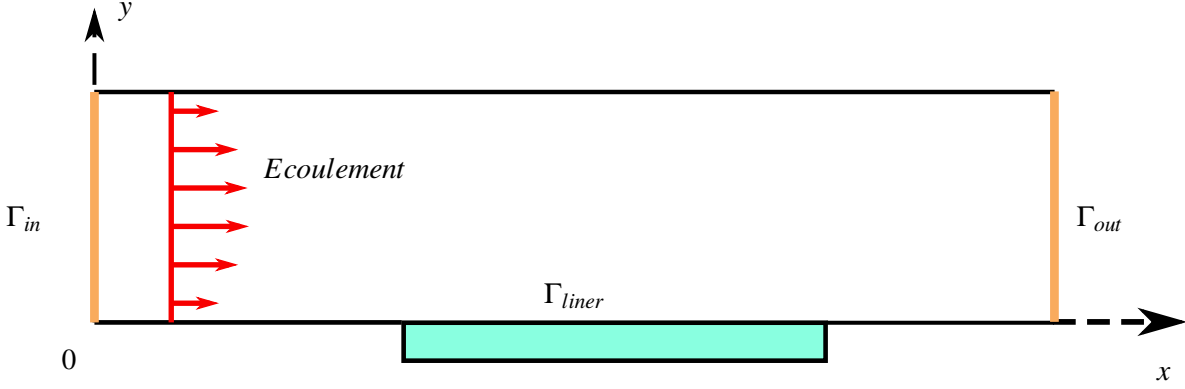 y
Ecoulement
Γin
Γout
Γliner
0
x